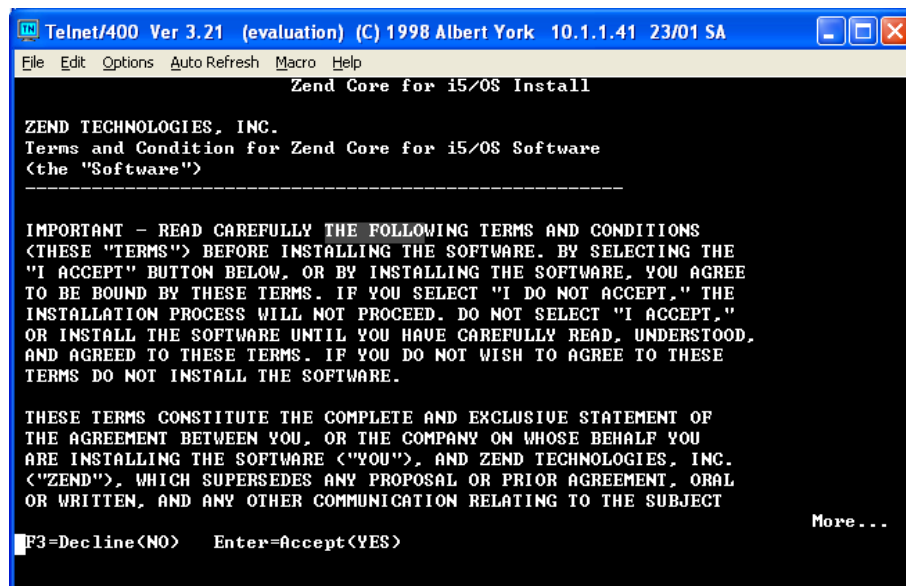 Telnet/400 Ver 3.21 (evaluation) (C) 1998 Albert York 10.1.1.41 23/01 SA
File Edit Options Auto Refresh Macro Help
Zend Core for i5/OS Install
ZEND TECHNOLOGIES, INC.
Terms and Condition for Zend Core for i5/OS Software
(the "Software")
------------------------------------------------------
IMPORTANT - READ CAREFULLY THE FOLLOWING TERMS AND CONDITIONS
(THESE "TERMS") BEFORE INSTALLING THE SOFTWARE. BY SELECTING THE
"I ACCEPT" BUTTON BELOW, OR BY INSTALLING THE SOFTWARE, YOU AGREE
TO BE BOUND BY THESE TERMS. IF YOU SELECT "I DO NOT ACCEPT," THE
INSTALLATION PROCESS WILL NOT PROCEED. DO NOT SELECT "I ACCEPT,"
OR INSTALL THE SOFTWARE UNTIL YOU HAVE CAREFULLY READ, UNDERSTOOD,
AND AGREED TO THESE TERMS. IF YOU DO NOT WISH TO AGREE TO THESE
TERMS DO NOT INSTALL THE SOFTWARE.
THESE TERMS CONSTITUTE THE COMPLETE AND EXCLUSIVE STATEMENT OF
THE AGREEMENT BETWEEN YOU, OR THE COMPANY ON WHOSE BEHALF YOU
ARE INSTALLING THE SOFTWARE ("YOU"), AND ZEND TECHNOLOGIES, INC.
("ZEND"), WHICH SUPERSEDES ANY PROPOSAL OR PRIOR AGREEMENT, ORAL
OR WRITTEN, AND ANY OTHER COMMUNICATION RELATING TO THE SUBJECT
More...
F3=Decline(NO) Enter=Accept(YES)